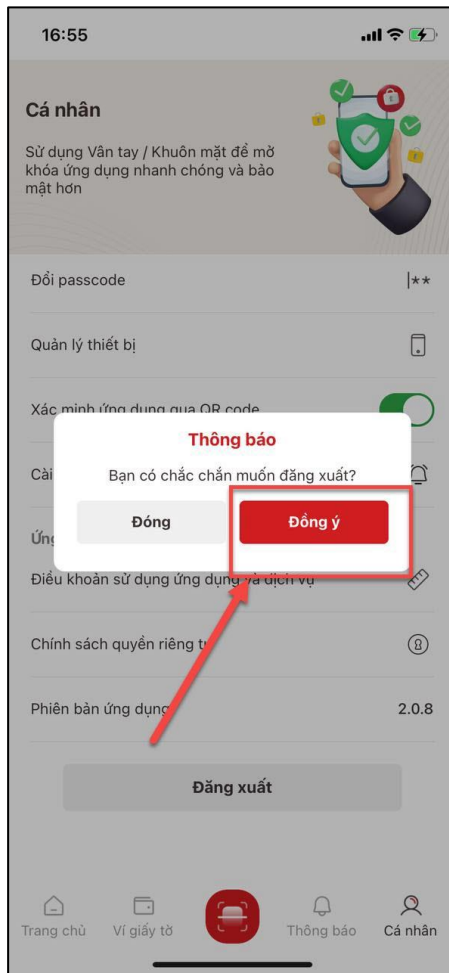 16:55
Cá nhân
Sử dụng Vân tay / Khuôn mặt để mở
khóa ứng dụng nhanh chóng và bảo
mật hơn
Đổi passcode
|**
Quản lý thiết bị
Xác minh ứng dụng qua QR code
Thông báo
Cài
Bạn có chắc chắn muốn đăng xuất?
Đóng
Đồng ý
Ứng
Điều khoản sử dụng ứng dụng và dịch vụ
Chính sách quyền riêng tư
Phiên bản ứng dụng
2.0.8
Đăng xuất
Trang chủ
Ví giấy tờ
Thông báo
Cá nhân